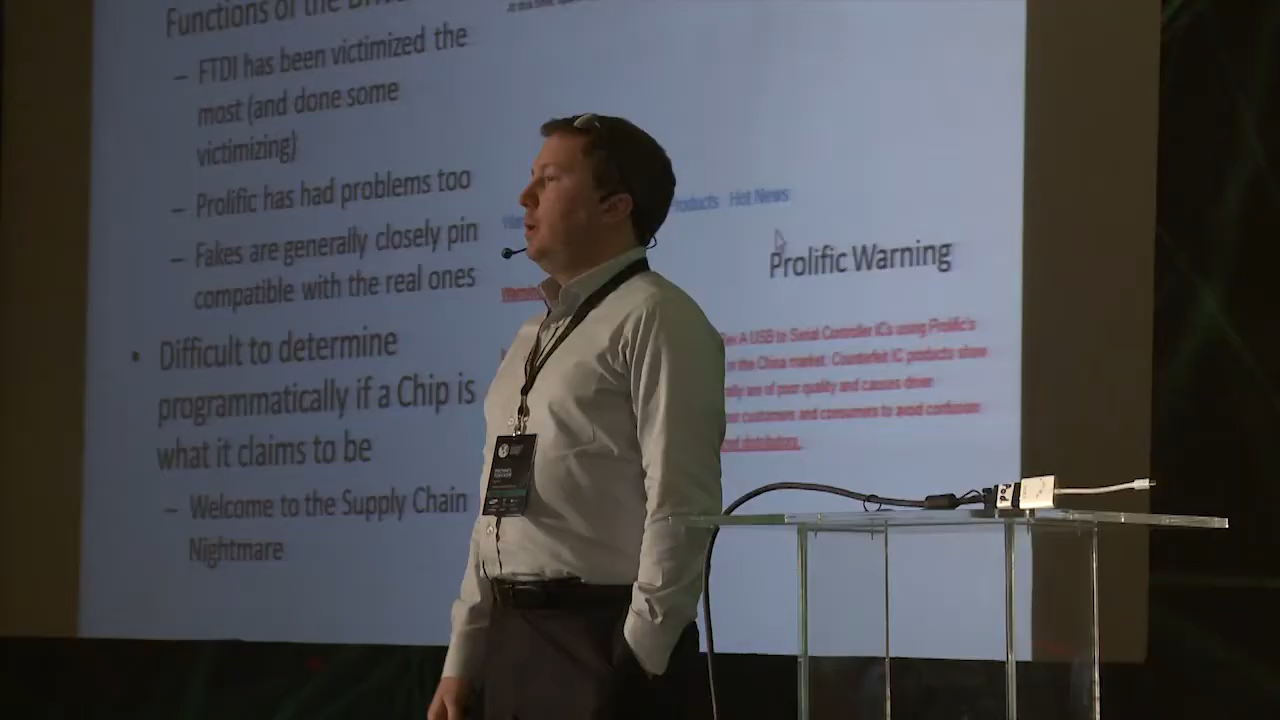 Functions of the
– FTDI has been victimized the
most (and done some
victimizing)
– Prolific has had problems too
– Fakes are generally closely pin
compatible with the real ones
• Difficult to determine
programmatically if a Chip is
what it claims to be
– Welcome to the Supply Chain
Nightmare
Products Hot News
Prolific Warning
Rev A USB to Serial Controller ICs using Prolific's
in the China market. Counterfeit IC products show
are of poor quality and causes driver
customers and consumers to avoid confusion
distributors.